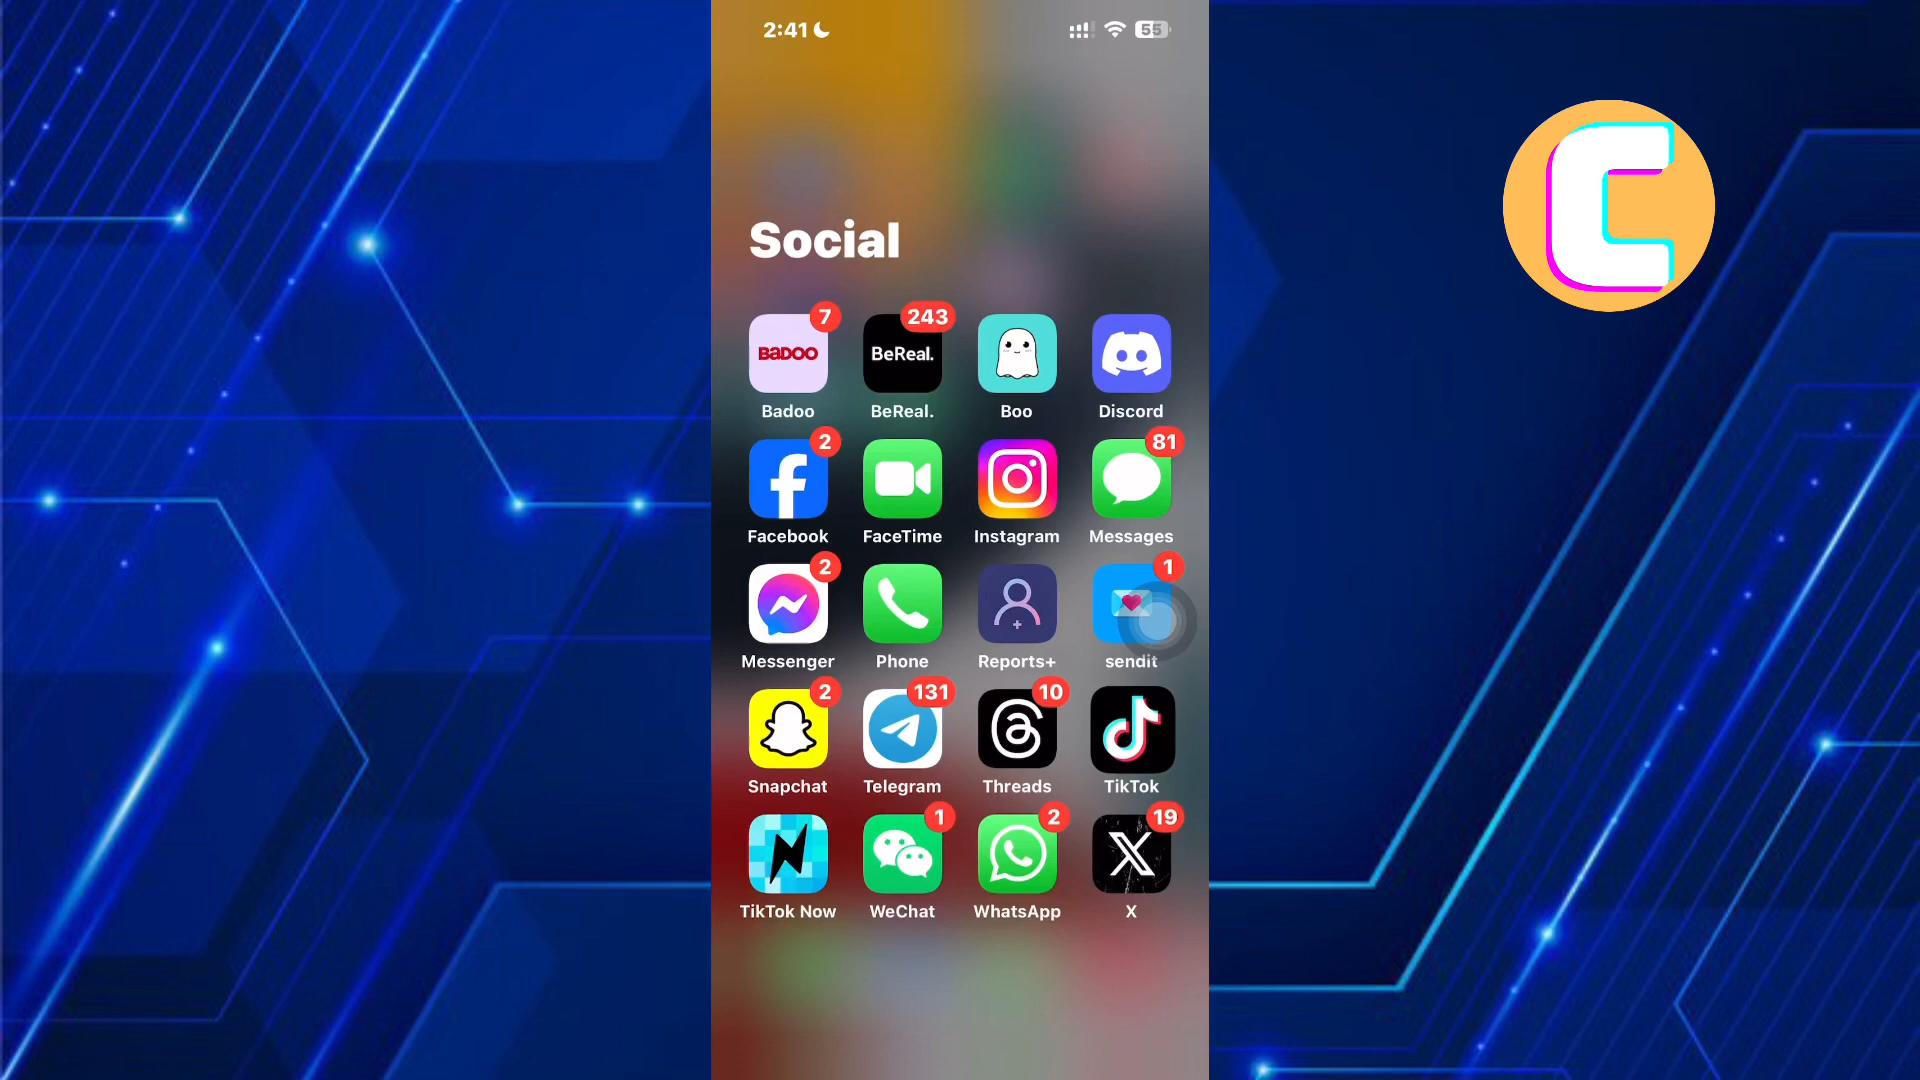 2:41
55
C
Social
7
243
BADOO
BeReal.
Badoo
BeReal.
Boo
Discord
2
81
Facebook
FaceTime
Instagram
Messages
2
1
Messenger
Phone
Reports+
sendit
2
131
10
Snapchat
Telegram
Threads
TikTok
1
2
19
TikTok Now
WeChat
WhatsApp
X